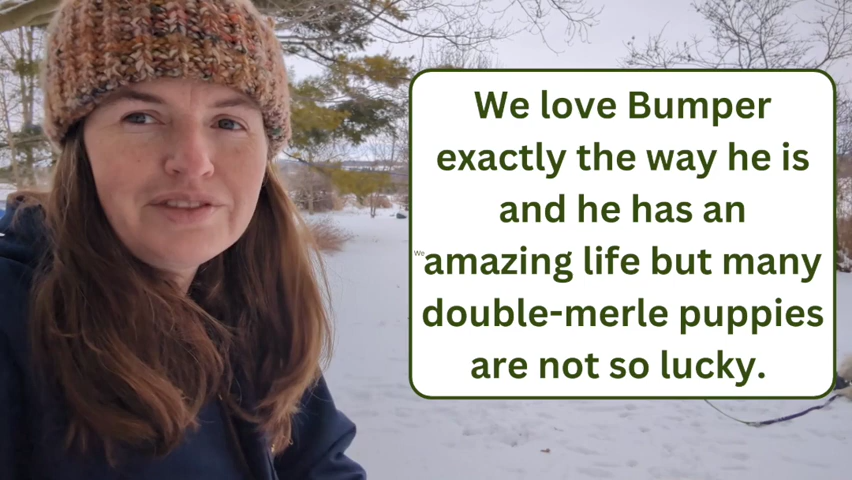 We love Bumper
exactly the way he is
and he has an
We
amazing life but many
double-merle puppies
are not so lucky.